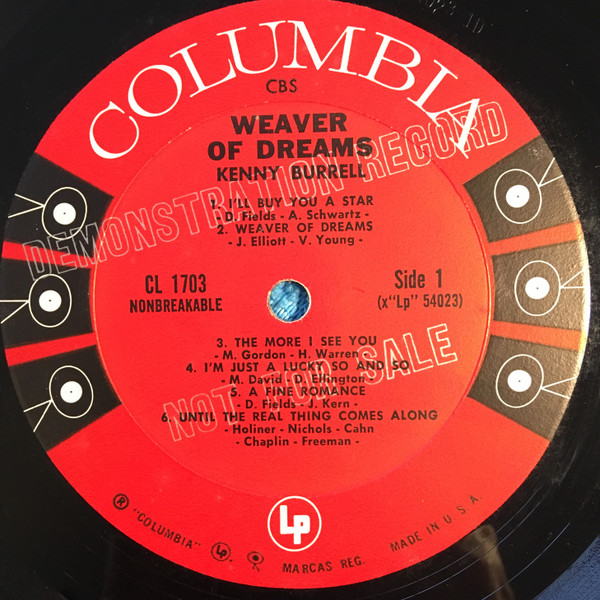 COLUMBIA
CBS
WEAVER
OF DREAMS
KENNY BURRELL
DEMONSTRATION RECORD
1. I'LL BUY YOU A STAR
- D. Fields - A. Schwartz -
2. WEAVER OF DREAMS
- J. Elliott - V. Young -
CL 1703
NONBREAKABLE
Side 1
(x"Lp" 54023)
3. THE MORE I SEE YOU
- M. Gordon - H. Warren -
4. I'M JUST A LUCKY SO AND SO
- M. David - D. Ellington -
5. A FINE ROMANCE
- D. Fields - J. Kern -
6. UNTIL THE REAL THING COMES ALONG
- Holiner - Nichols - Cahn -
Chaplin - Freeman -
NOT FOR SALE
Lp
® "COLUMBIA" Lp MARCAS REG. MADE IN U.S.A.